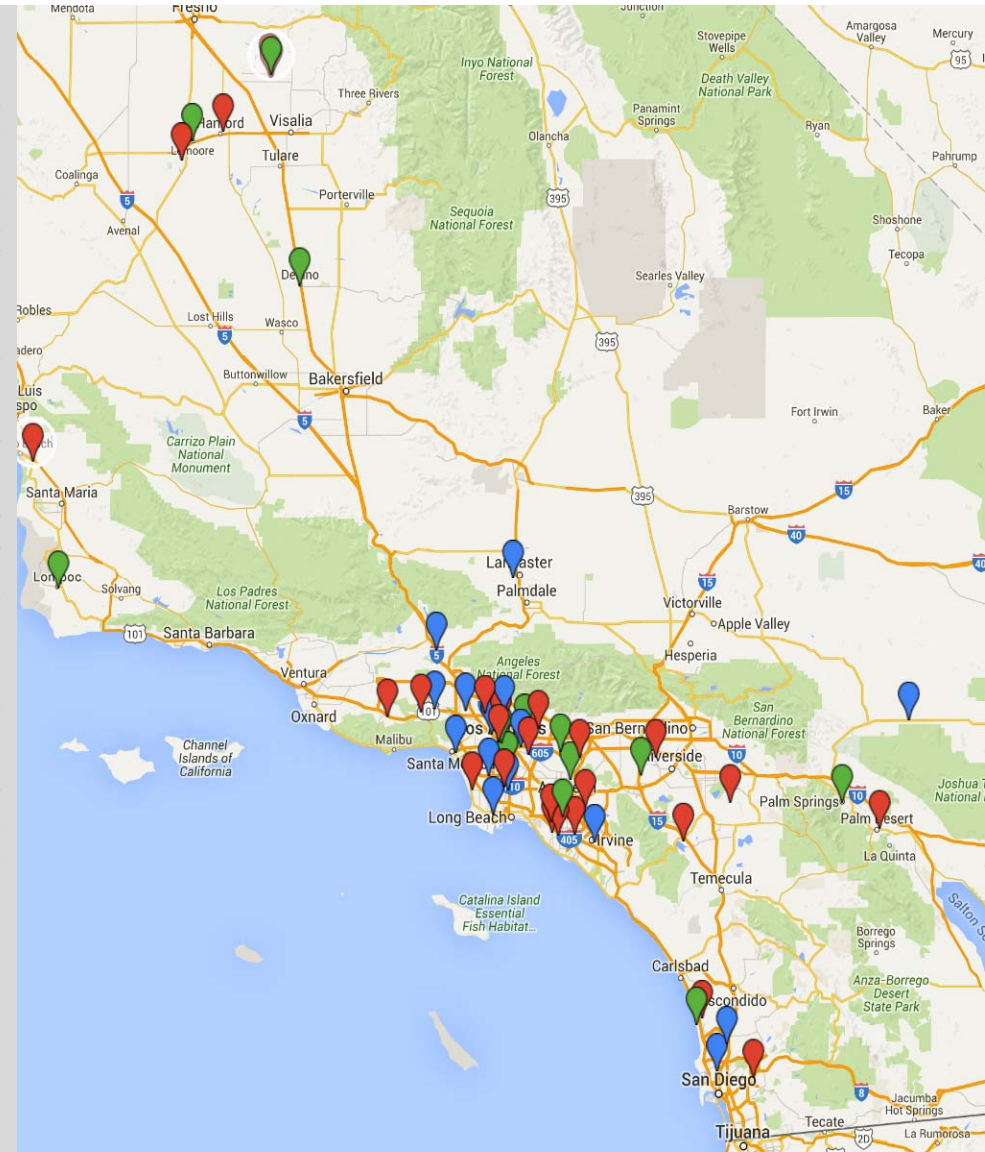 Mendota
Fresno
Junction
Stovepipe
Wells
Amargosa
Valley
Mercury
95
Inyo National
Forest
Death Valley
National Park
Three Rivers
Panamint
Springs
Hanford
Visalia
Olancha
Ryan
Lemoore
Tulare
Pahrump
Coalinga
5
Porterville
395
Avenal
Sequoia
National Forest
Shoshone
Tecopa
Delano
Searles Valley
Robles
Lost Hills
Wasco
5
395
adero
Buttonwillow
Bakersfield
Luis
spo
5
Fort Irwin
Baker
Carrizo Plain
National
Monument
Santa Maria
395
15
Barstow
40
40
Lompoc
Solvang
Los Padres
National Forest
Lancaster
Palmdale
15
Victorville
Apple Valley
101
Santa Barbara
5
Hesperia
Ventura
Angeles
National Forest
Oxnard
101
San
Bernardino
National Forest
Malibu
San Bernardino
Channel
Islands of
California
605
Riverside
10
10
Joshua T
National
Palm Springs
10
Long Beach
15
Palm Desert
405
Irvine
La Quinta
Temecula
Salton Se
Catalina Island
Essential
Fish Habitat...
Borrego
Springs
Carlsbad
Escondido
Anza-Borrego
Desert
State Park
San Diego
8
Jacumba
Hot Springs
Tijuana
Tecate
2D
La Rumorosa